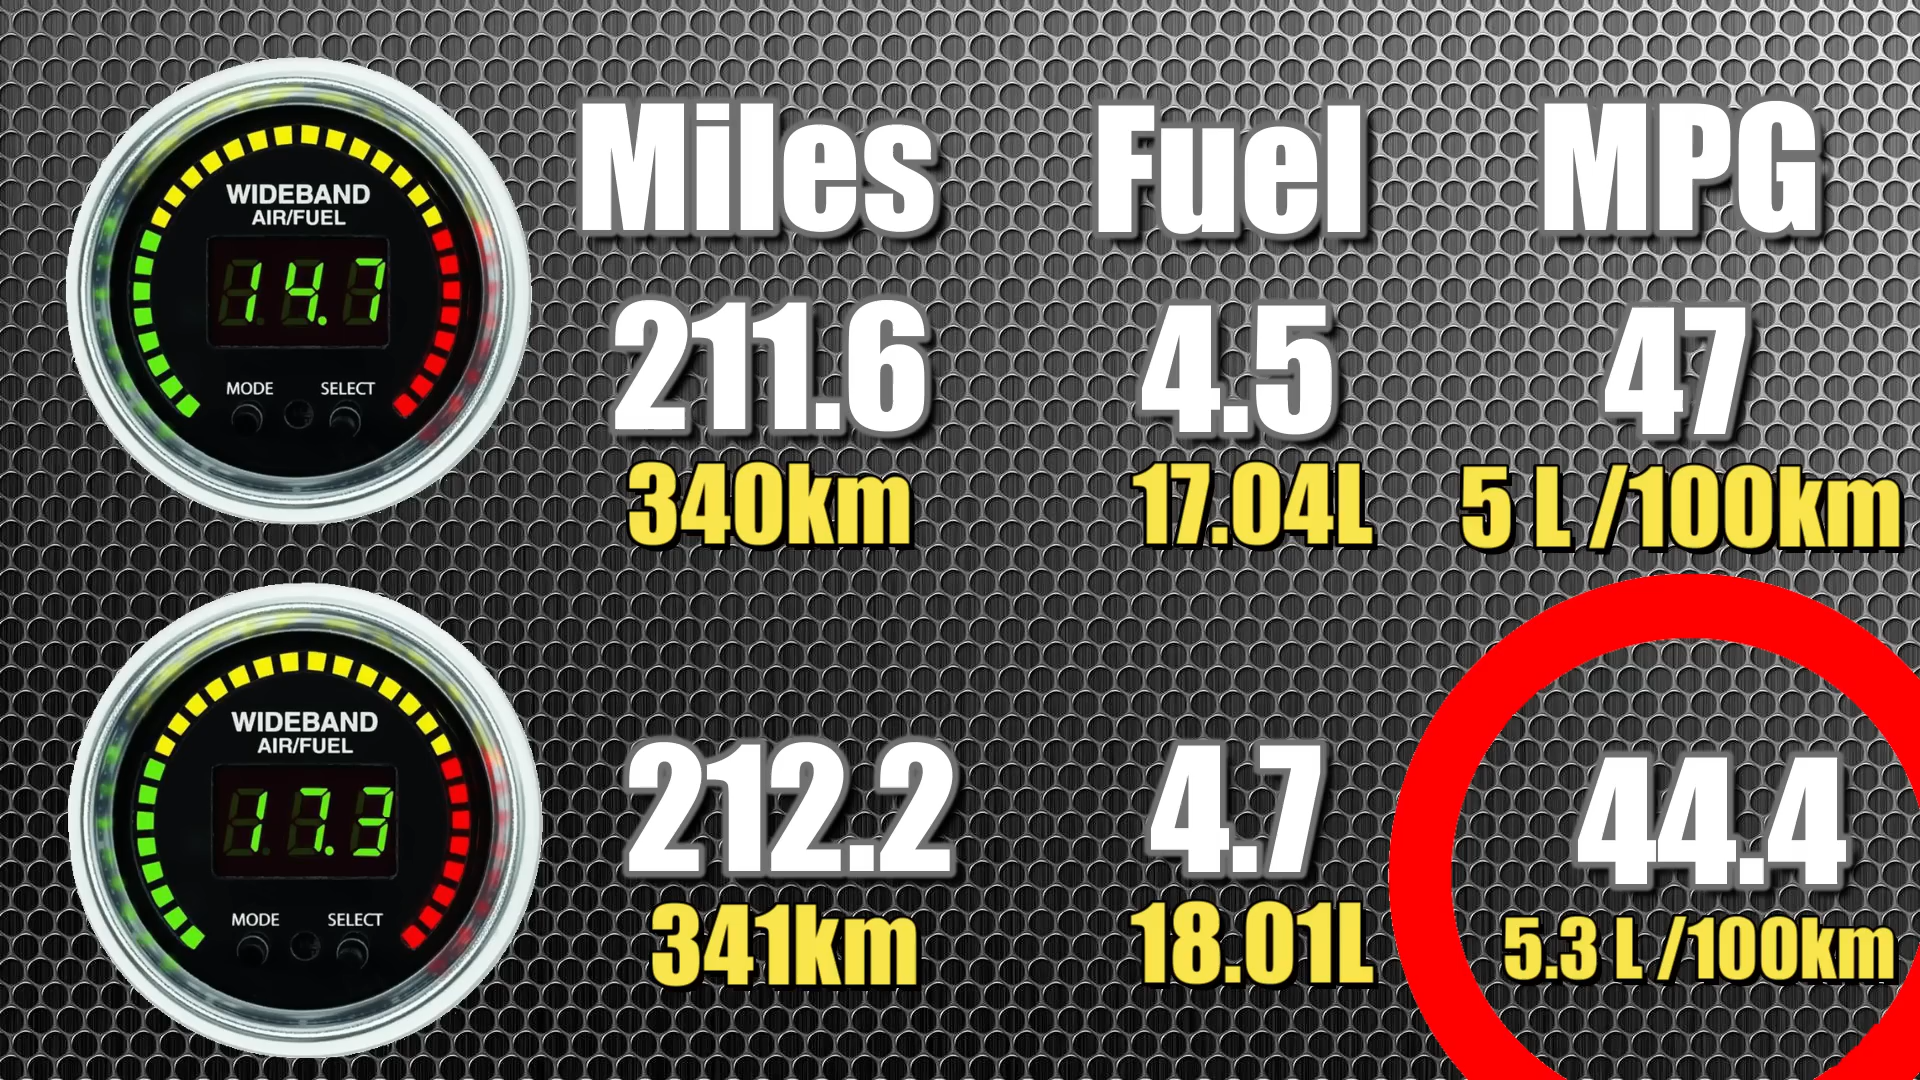 Miles Fuel MPG
WIDEBAND
AIR/FUEL
14.7
MODE SELECT
211.6 4.5 47
340km 17.04L 5 L /100km
WIDEBAND
AIR/FUEL
17.3
MODE SELECT
212.2 4.7 44.4
341km 18.01L 5.3 L /100km